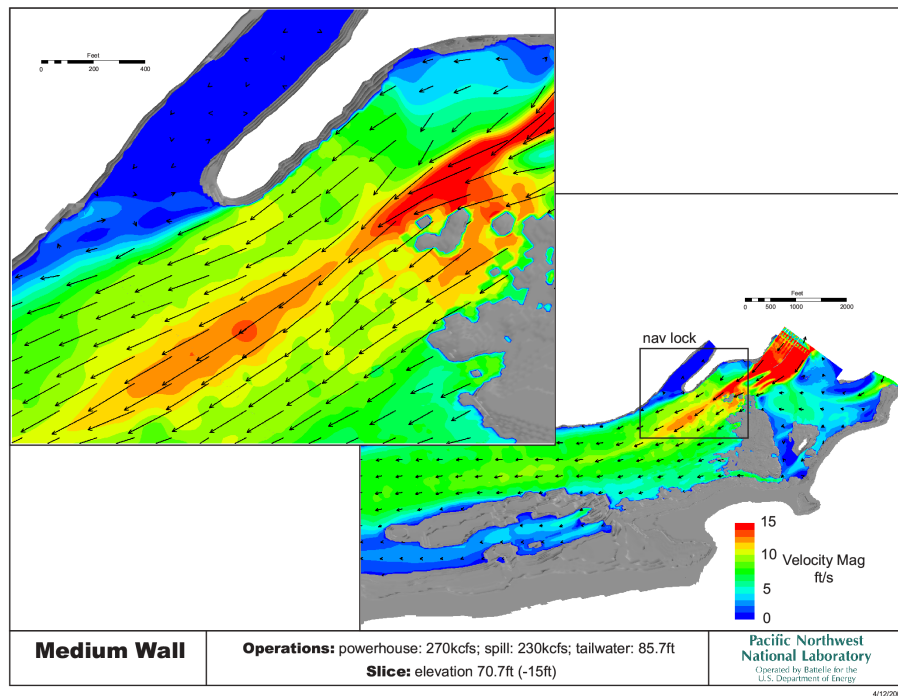 Feet
0 200 400
Feet
0 500 1000 2000
nav lock
15
10
5
0
Velocity Mag
ft/s
Medium Wall
Operations: powerhouse: 270kcfs; spill: 230kcfs; tailwater: 85.7ft
Slice: elevation 70.7ft (-15ft)
Pacific Northwest
National Laboratory
Operated by Battelle for the
U.S. Department of Energy